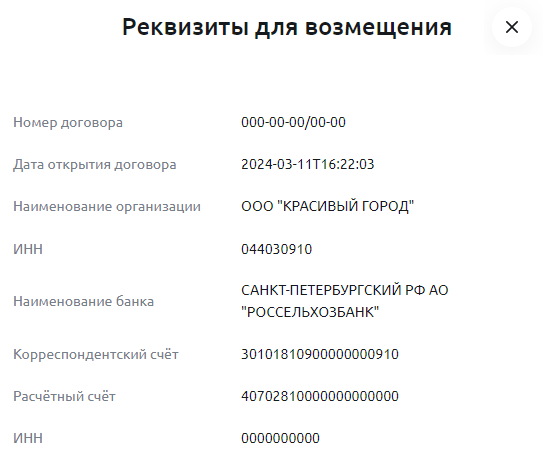 Реквизиты для возмещения
Номер договора 000-00-00/00-00
Дата открытия договора 2024-03-11T16:22:03
Наименование организации ООО "КРАСИВЫЙ ГОРОД"
ИНН 044030910
Наименование банка САНКТ-ПЕТЕРБУРГСКИЙ РФ АО
"РОССЕЛЬХОЗБАНК"
Корреспондентский счёт 30101810900000000910
Расчётный счёт 40702810000000000000
ИНН 0000000000